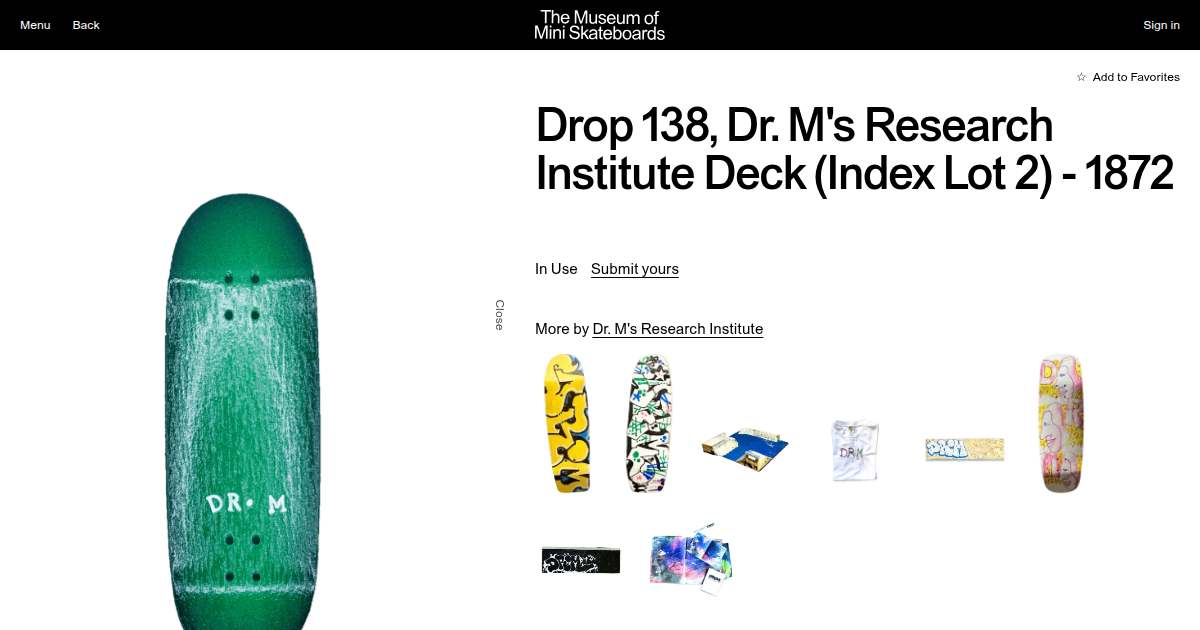 Menu Back
The Museum of
Mini Skateboards
Sign in
☆ Add to Favorites
Drop 138, Dr. M's Research
Institute Deck (Index Lot 2) - 1872
In Use Submit yours
Close
More by Dr. M's Research Institute
DR. M
DR.M